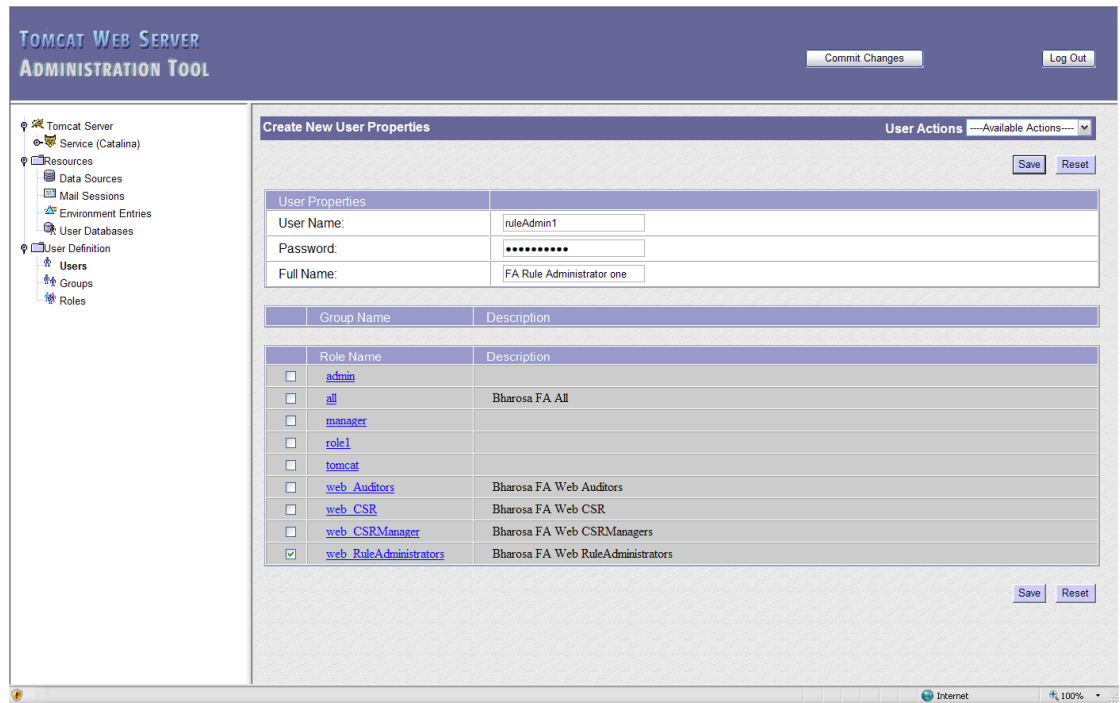 TOMCAT WEB SERVER
ADMINISTRATION TOOL
Commit Changes
Log Out
Tomcat Server
Service (Catalina)
Resources
Data Sources
Mail Sessions
Environment Entries
User Databases
User Definition
Users
Groups
Roles
Create New User Properties
User Actions ----Available Actions----
Save Reset
User Properties
User Name: ruleAdmin1
Password: ••••••••••
Full Name: FA Rule Administrator one
Group Name Description
Role Name Description
admin
all Bharosa FA All
manager
role1
tomcat
web_Auditors Bharosa FA Web Auditors
web_CSR Bharosa FA Web CSR
web_CSRManager Bharosa FA Web CSRManagers
web_RuleAdministrators Bharosa FA Web RuleAdministrators
Save Reset
Internet 100%